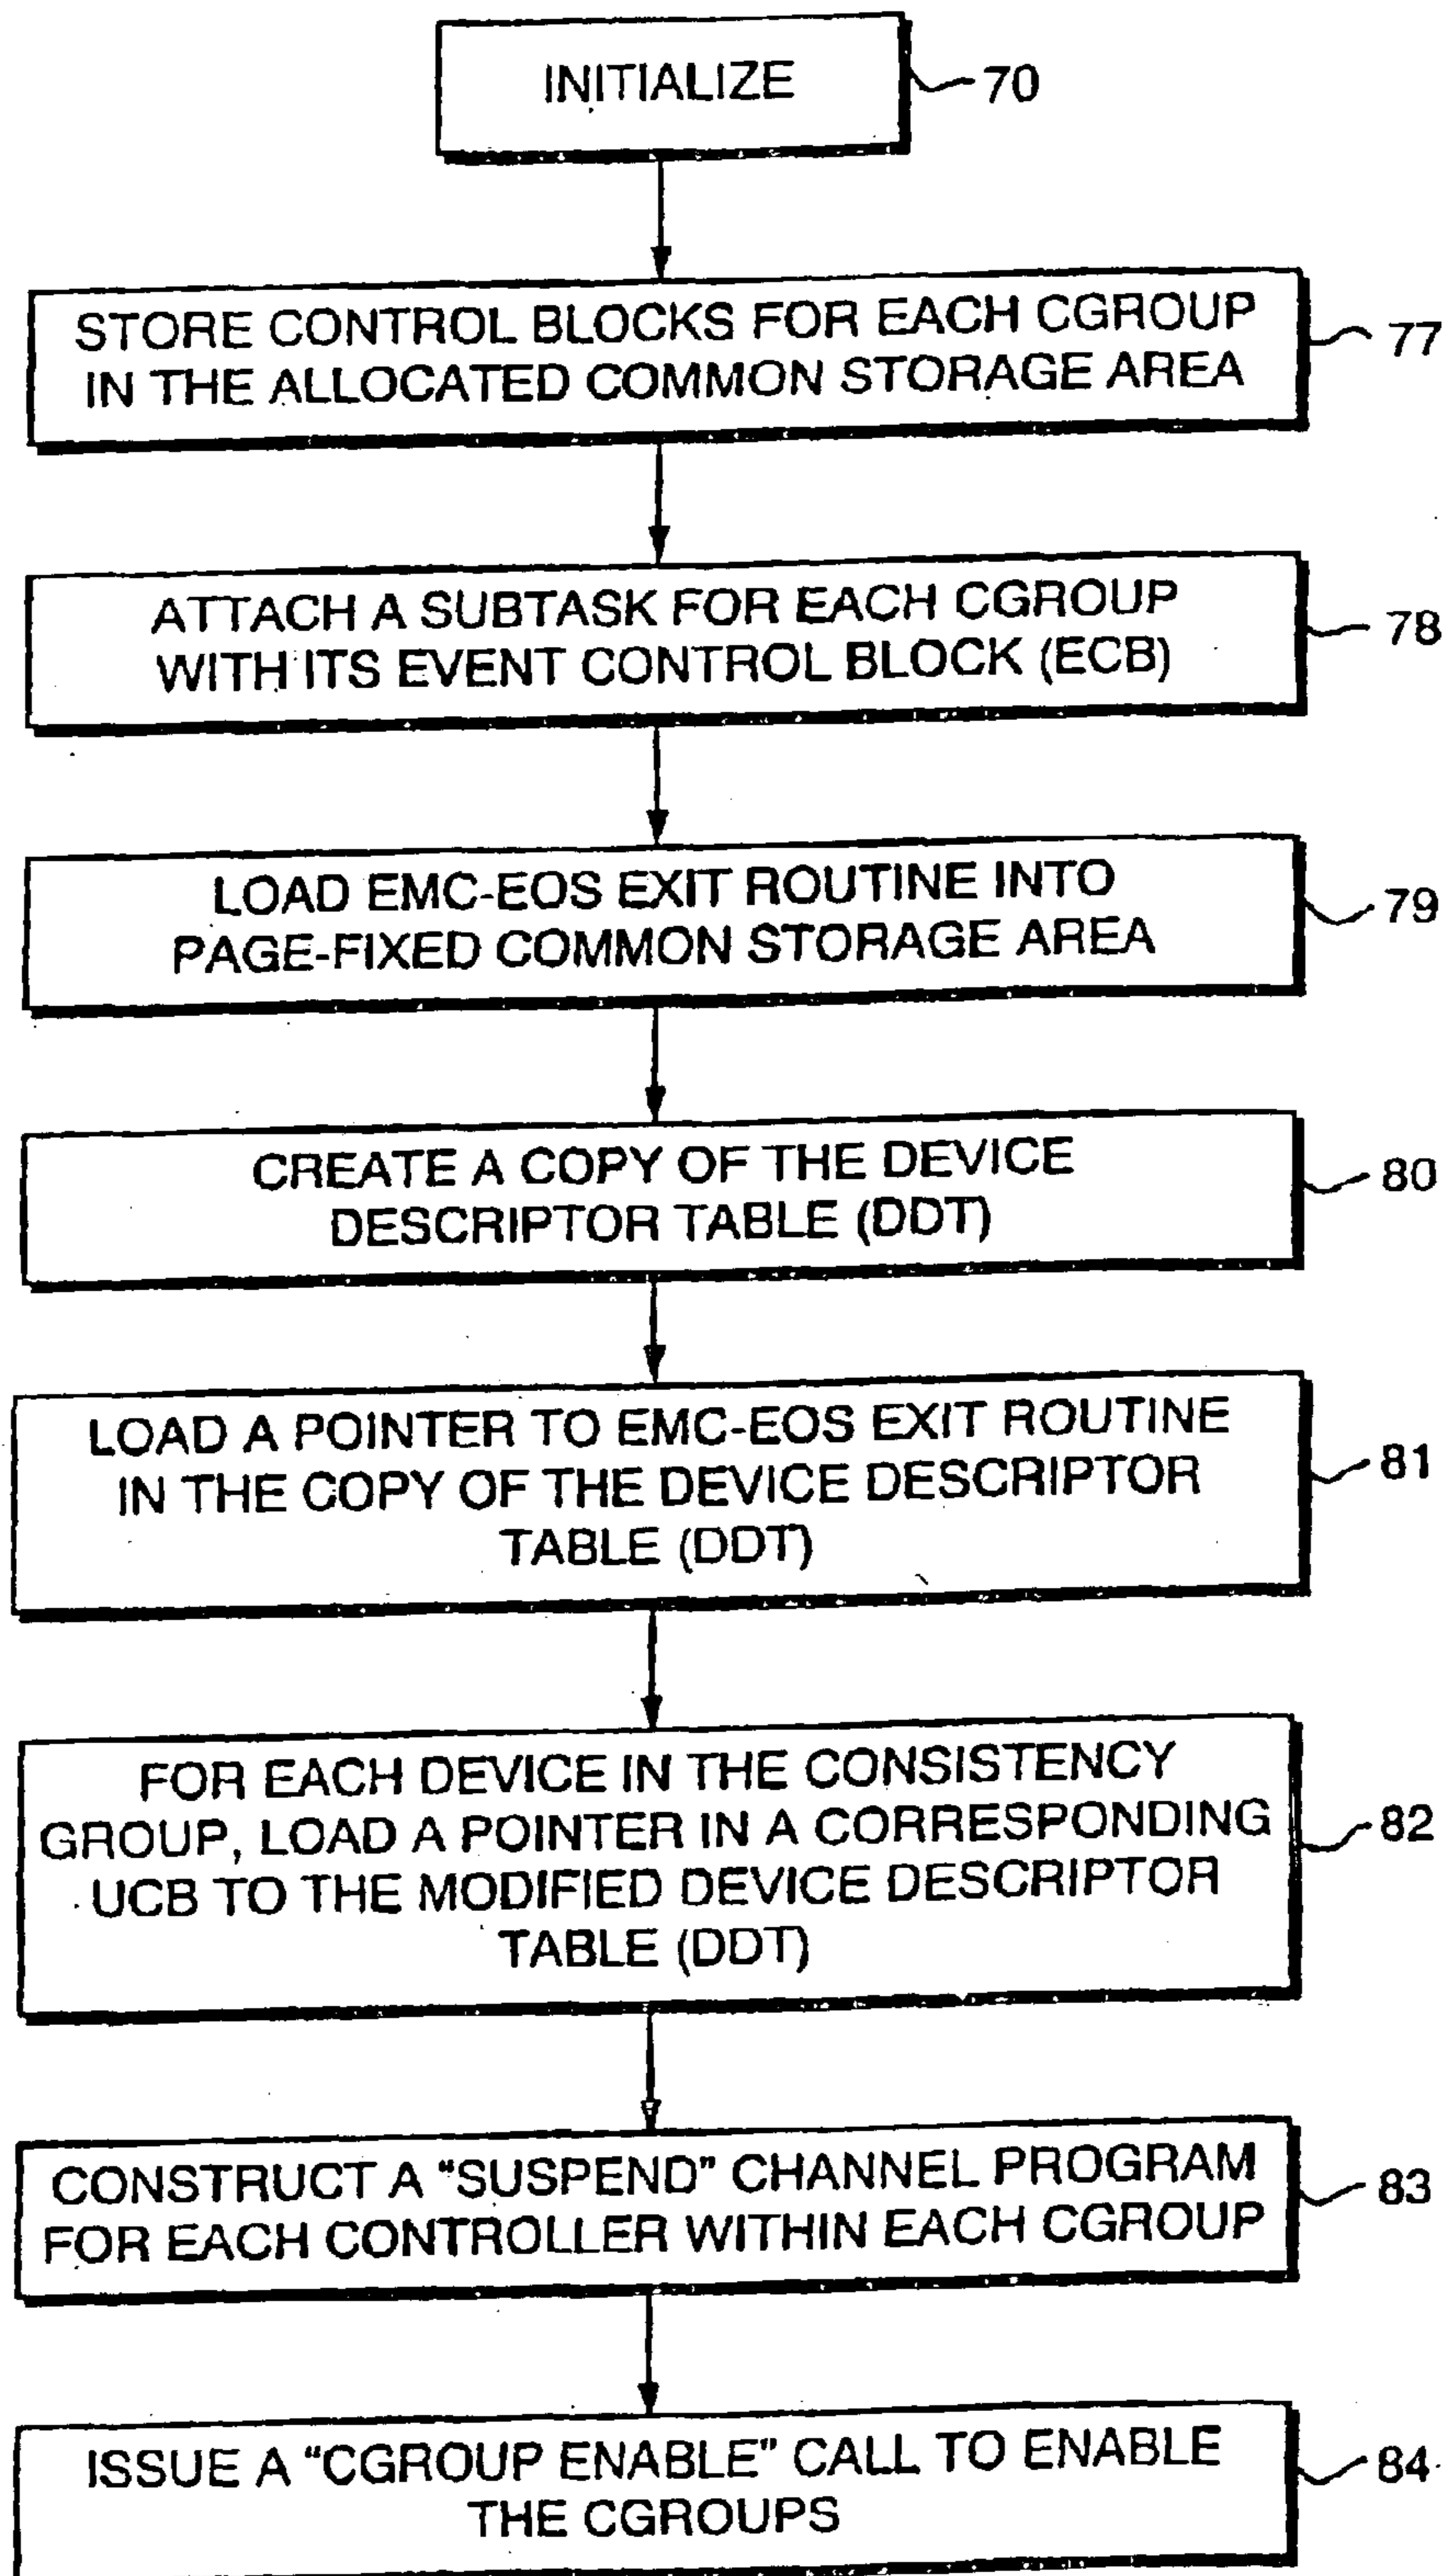 INITIALIZE
70
STORE CONTROL BLOCKS FOR EACH CGROUP
IN THE ALLOCATED COMMON STORAGE AREA
77
ATTACH A SUBTASK FOR EACH CGROUP
WITH ITS EVENT CONTROL BLOCK (ECB)
78
LOAD EMC-EOS EXIT ROUTINE INTO
PAGE-FIXED COMMON STORAGE AREA
79
CREATE A COPY OF THE DEVICE
DESCRIPTOR TABLE (DDT)
80
LOAD A POINTER TO EMC-EOS EXIT ROUTINE
IN THE COPY OF THE DEVICE DESCRIPTOR
TABLE (DDT)
81
FOR EACH DEVICE IN THE CONSISTENCY
GROUP, LOAD A POINTER IN A CORRESPONDING
UCB TO THE MODIFIED DEVICE DESCRIPTOR
TABLE (DDT)
82
CONSTRUCT A "SUSPEND" CHANNEL PROGRAM
FOR EACH CONTROLLER WITHIN EACH CGROUP
83
ISSUE A "CGROUP ENABLE" CALL TO ENABLE
THE CGROUPS
84